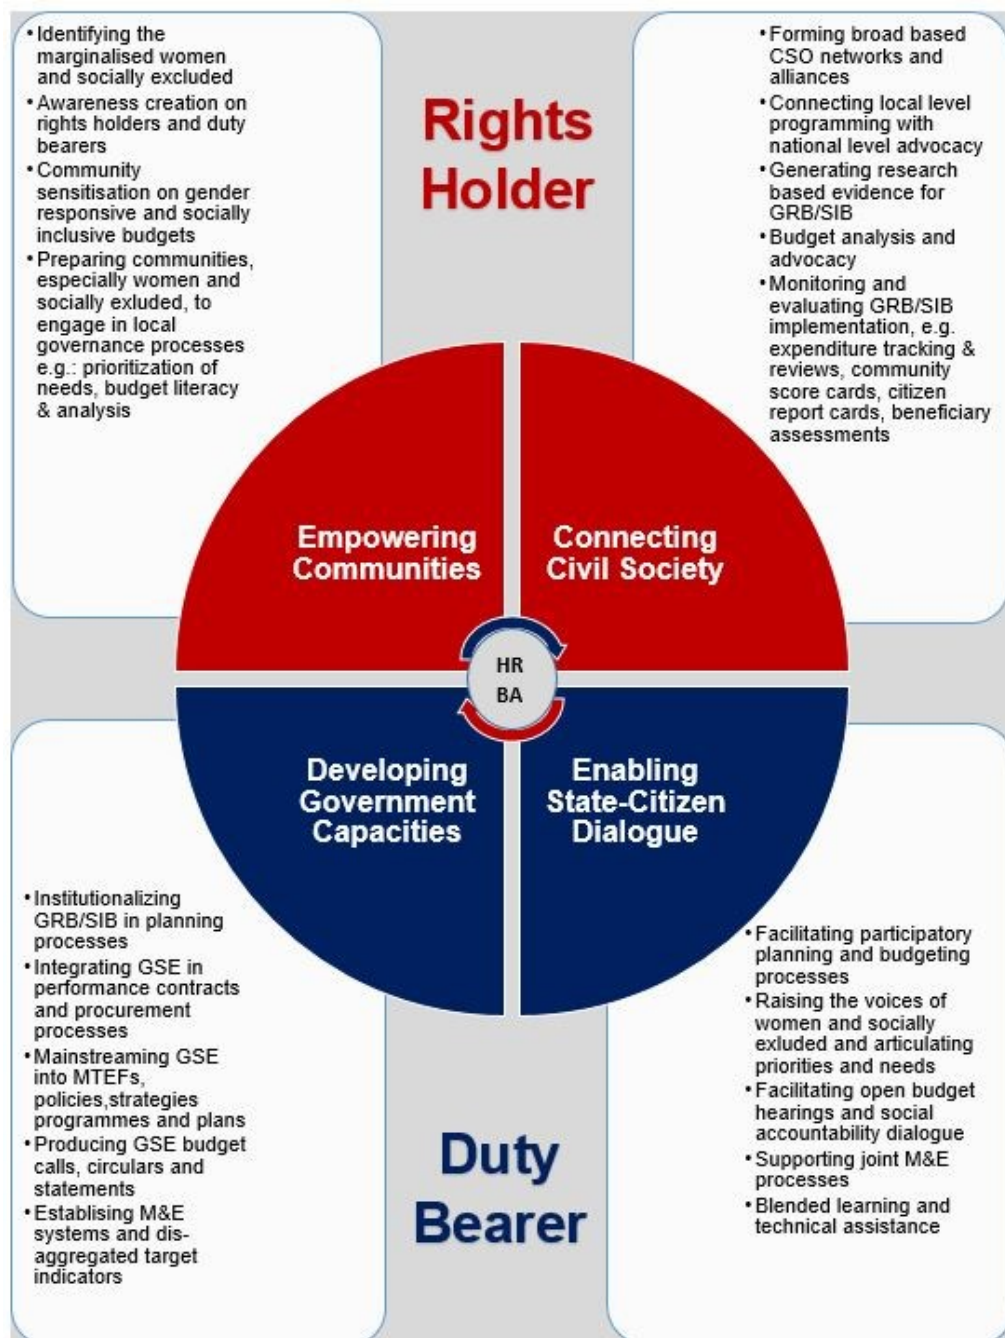 • Identifying the
marginalised women
and socially excluded
• Awareness creation on
rights holders and duty
bearers
• Community
sensitisation on gender
responsive and socially
inclusive budgets
• Preparing communities,
especially women and
socially exluded, to
engage in local
governance processes
e.g.: prioritization of
needs, budget literacy
& analysis
Rights
Holder
• Forming broad based
CSO networks and
alliances
• Connecting local level
programming with
national level advocacy
• Generating research
based evidence for
GRB/SIB
• Budget analysis and
advocacy
• Monitoring and
evaluating GRB/SIB
implementation, e.g.
expenditure tracking &
reviews, community
score cards, citizen
report cards, beneficiary
assessments
Empowering
Communities
Connecting
Civil Society
HR
BA
Developing
Government
Capacities
Enabling
State-Citizen
Dialogue
• Institutionalizing
GRB/SIB in planning
processes
• Integrating GSE in
performance contracts
and procurement
processes
• Mainstreaming GSE
into MTEFs,
policies,strategies
programmes and plans
• Producing GSE budget
calls, circulars and
statements
• Establising M&E
systems and dis-
aggregated target
indicators
Duty
Bearer
• Facilitating participatory
planning and budgeting
processes
• Raising the voices of
women and socially
exluded and articulating
priorities and needs
• Facilitating open budget
hearings and social
accountability dialogue
• Supporting joint M&E
processes
• Blended learning and
technical assistance